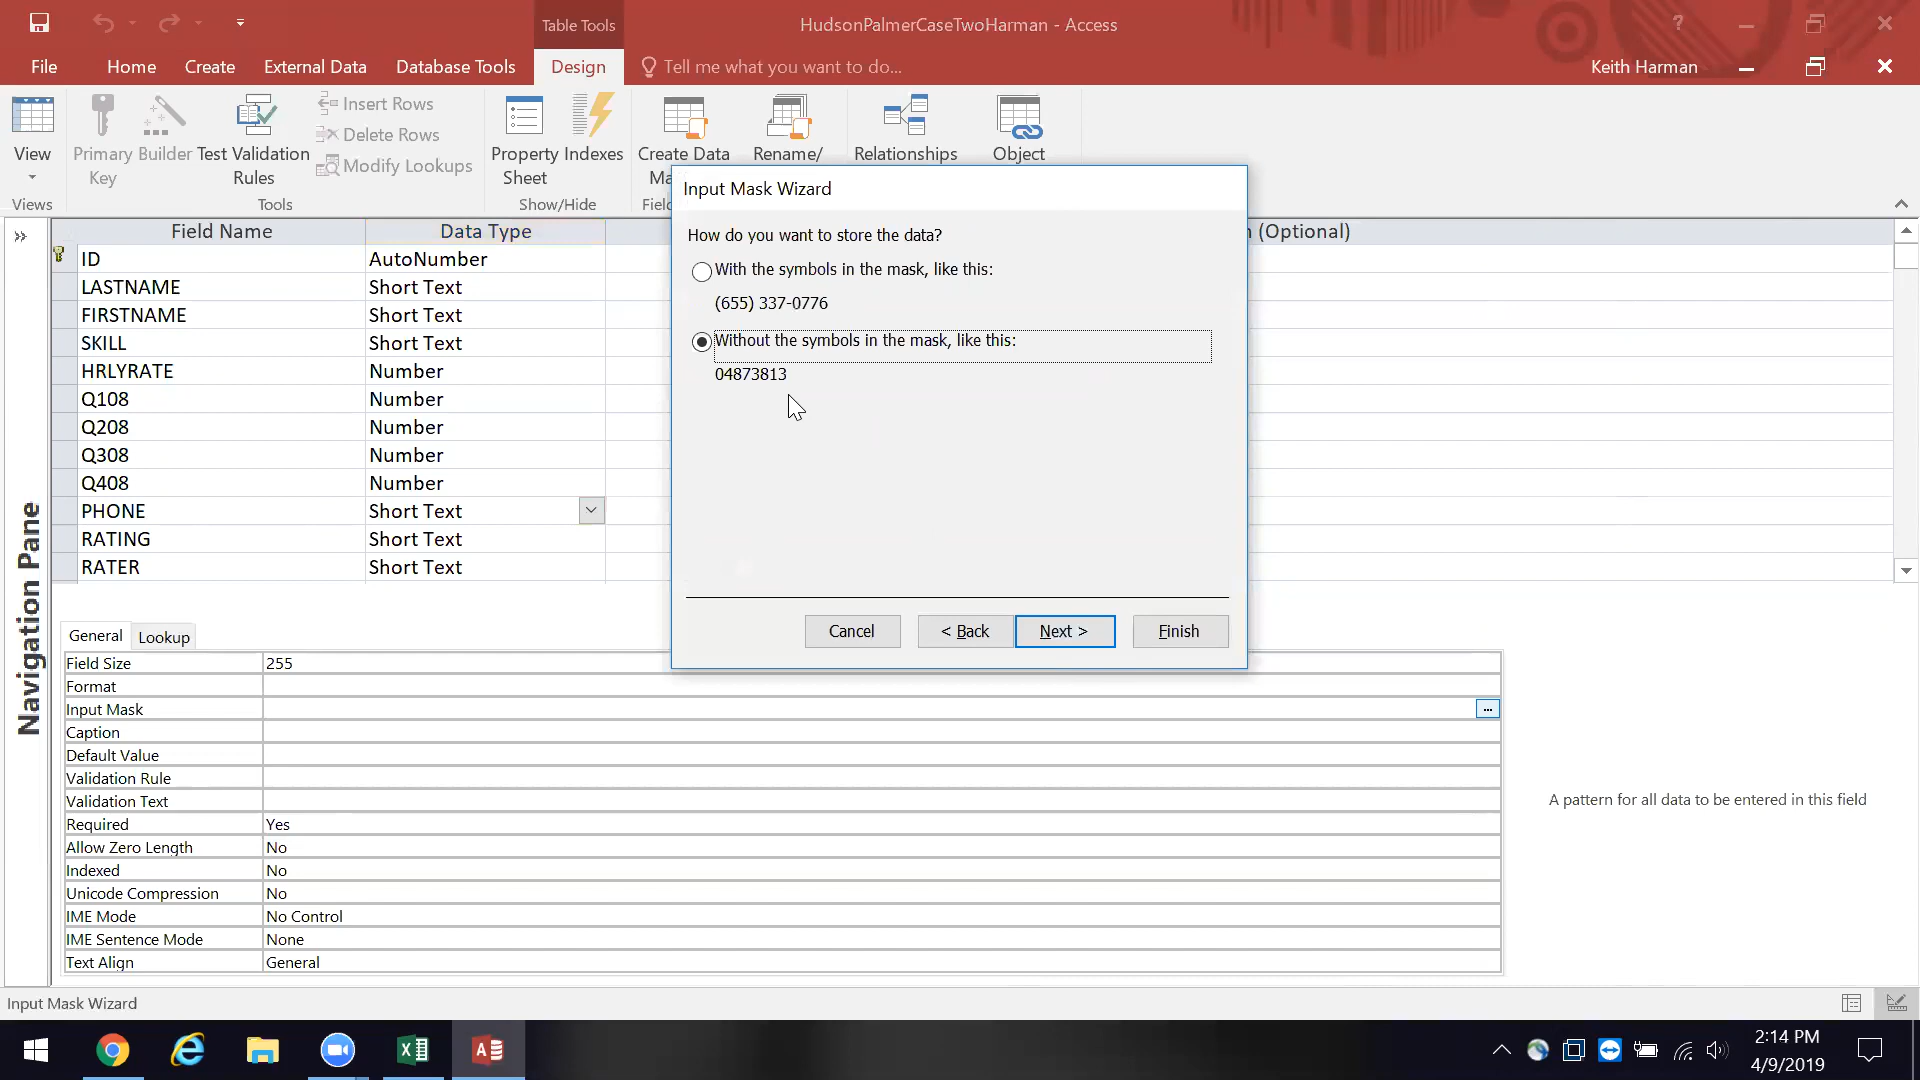 Table Tools
HudsonPalmerCaseTwoHarman - Access
?
File Home Create External Data Database Tools Design Tell me what you want to do... Keith Harman
View
Primary Key
Builder
Test Validation Rules
Insert Rows
Delete Rows
Modify Lookups
Property Sheet
Indexes
Create Data
Rename/
Relationships
Object
Views
Tools
Show/Hide
Input Mask Wizard
How do you want to store the data?
With the symbols in the mask, like this:
(655) 337-0776
Without the symbols in the mask, like this:
04873813
Cancel < Back Next > Finish
Field Name Data Type (Optional)
ID AutoNumber
LASTNAME Short Text
FIRSTNAME Short Text
SKILL Short Text
HRLYRATE Number
Q108 Number
Q208 Number
Q308 Number
Q408 Number
PHONE Short Text
RATING Short Text
RATER Short Text
Navigation Pane
General Lookup
Field Size 255
Format
Input Mask ...
Caption
Default Value
Validation Rule
Validation Text
Required Yes
Allow Zero Length No
Indexed No
Unicode Compression No
IME Mode No Control
IME Sentence Mode None
Text Align General
A pattern for all data to be entered in this field
Input Mask Wizard
2:14 PM
4/9/2019